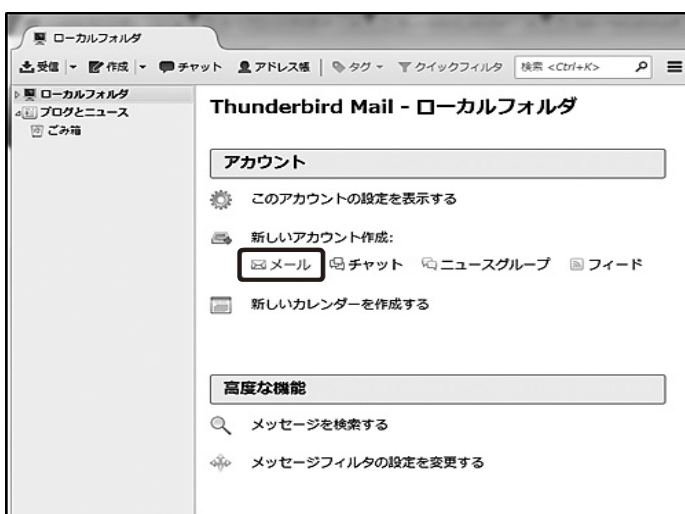 ローカルフォルダ
受信 作成 チャット アドレス帳 タグ クイックフィルタ 検索 <Ctrl+K>
ローカルフォルダ
ブログとニュース
ごみ箱
Thunderbird Mail - ローカルフォルダ
アカウント
このアカウントの設定を表示する
新しいアカウント作成:
メール チャット ニュースグループ フィード
新しいカレンダーを作成する
高度な機能
メッセージを検索する
メッセージフィルタの設定を変更する